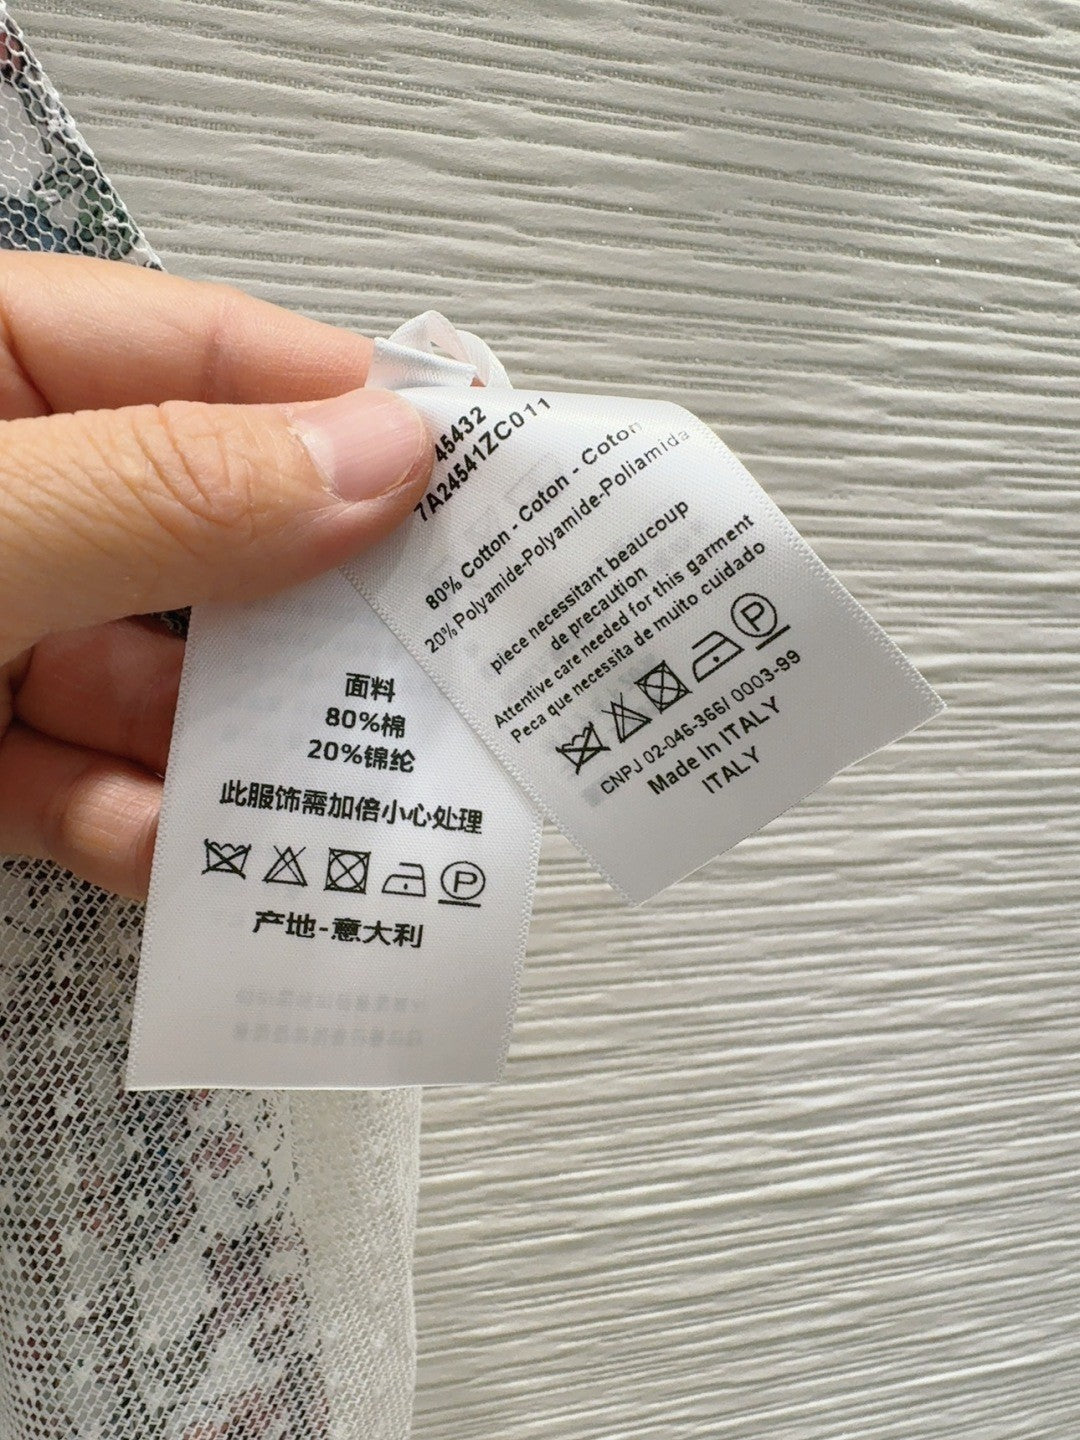 45432
7A24541ZC011
80% Cotton - Coton - Coton
20% Polyamide-Polyamide-Poliamida
piece necessitant beaucoup
de precaution
Attentive care needed for this garment
Peca que necessita de muito cuidado
P
CNPJ 02-046-366/ 0003-99
Made In ITALY
ITALY
面料
80%棉
20%锦纶
此服饰需加倍小心处理
P
产地-意大利